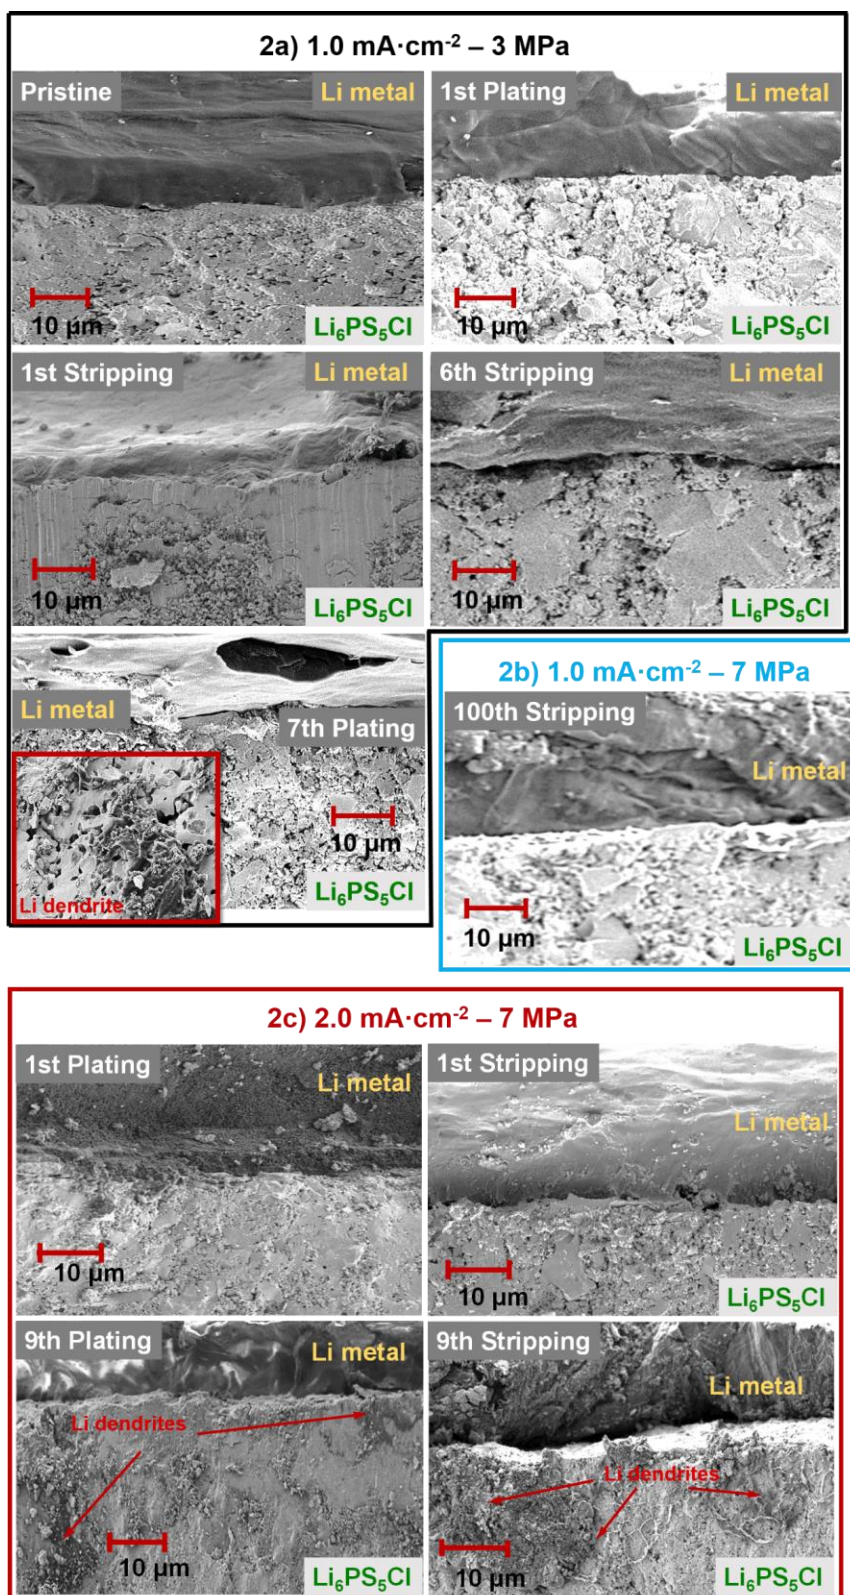 2a) 1.0 mA·cm⁻² – 3 MPa
Pristine
Li metal
10 µm
Li₆PS₅Cl
1st Plating
Li metal
10 µm
Li₆PS₅Cl
1st Stripping
Li metal
10 µm
Li₆PS₅Cl
6th Stripping
Li metal
10 µm
Li₆PS₅Cl
Li metal
7th Plating
10 µm
Li dendrite
Li₆PS₅Cl
2b) 1.0 mA·cm⁻² – 7 MPa
100th Stripping
Li metal
10 µm
Li₆PS₅Cl
2c) 2.0 mA·cm⁻² – 7 MPa
1st Plating
Li metal
10 µm
1st Stripping
Li metal
10 µm
Li₆PS₅Cl
9th Plating
Li metal
Li dendrites
10 µm
Li₆PS₅Cl
9th Stripping
Li metal
Li dendrites
10 µm
Li₆PS₅Cl